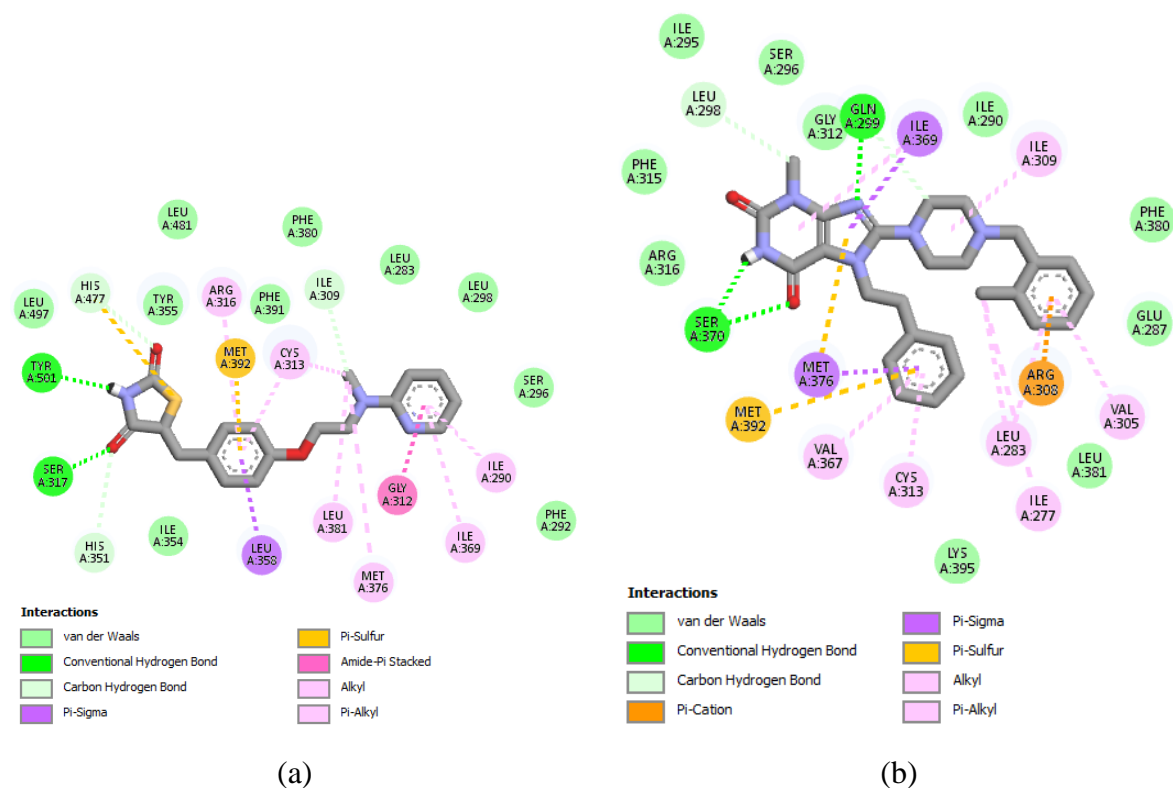 LEU
A:481
PHE
A:380
LEU
A:283
HIS
A:477
TYR
A:355
ARG
A:316
PHE
A:391
ILE
A:309
LEU
A:298
LEU
A:497
TYR
A:501
MET
A:392
CYS
A:313
SER
A:296
SER
A:317
HIS
A:351
ILE
A:354
LEU
A:358
LEU
A:381
GLY
A:312
MET
A:376
ILE
A:369
ILE
A:290
PHE
A:292
Interactions
van der Waals
Conventional Hydrogen Bond
Carbon Hydrogen Bond
Pi-Sigma
Pi-Sulfur
Amide-Pi Stacked
Alkyl
Pi-Alkyl
(a)
ILE
A:295
SER
A:296
LEU
A:298
GLY
A:312
GLN
A:299
ILE
A:369
ILE
A:290
ILE
A:309
PHE
A:315
PHE
A:380
ARG
A:316
SER
A:370
GLU
A:287
MET
A:376
ARG
A:308
MET
A:392
VAL
A:305
VAL
A:367
CYS
A:313
LEU
A:283
LEU
A:381
ILE
A:277
LYS
A:395
Interactions
van der Waals
Conventional Hydrogen Bond
Carbon Hydrogen Bond
Pi-Cation
Pi-Sigma
Pi-Sulfur
Alkyl
Pi-Alkyl
(b)